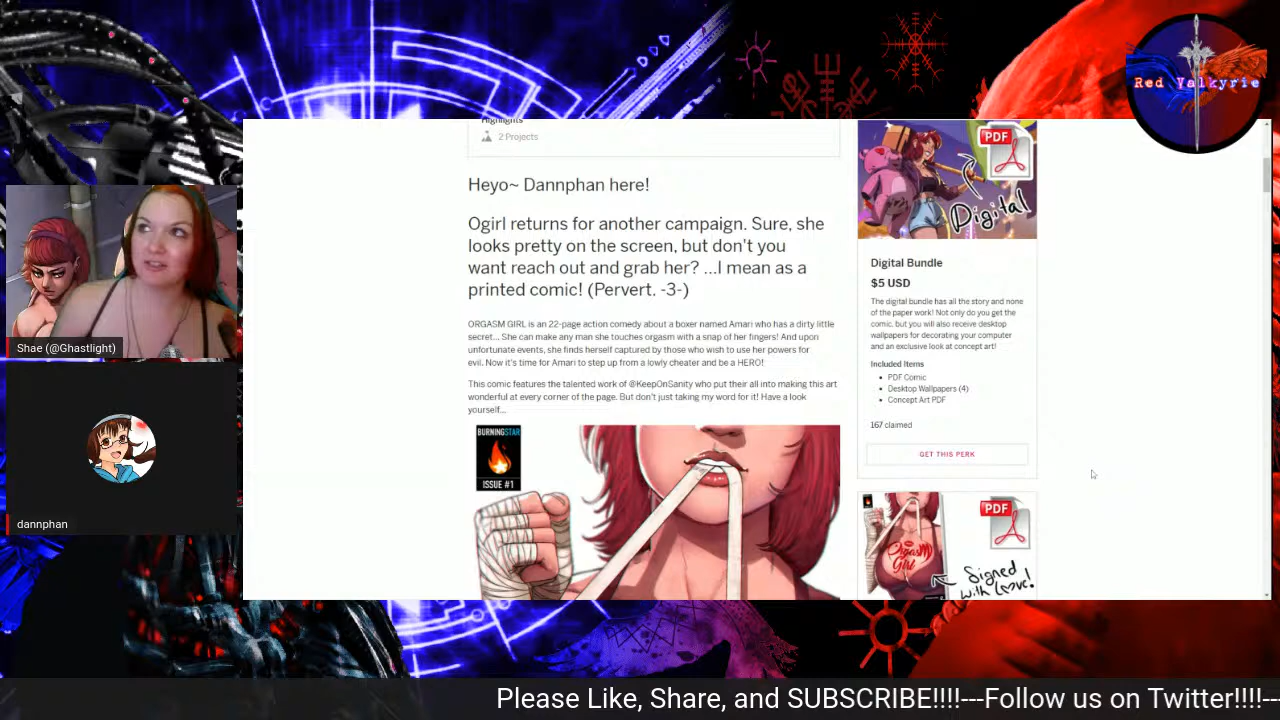 Red Valkyrie
Highlights
2 Projects
Heyo~ Dannphan here!
Ogirl returns for another campaign. Sure, she
looks pretty on the screen, but don't you
want reach out and grab her? ...I mean as a
printed comic! (Pervert. -3-)
ORGASM GIRL is an 22-page action comedy about a boxer named Amari who has a dirty little
secret... She can make any man she touches orgasm with a snap of her fingers! And upon
unfortunate events, she finds herself captured by those who wish to use her powers for
evil. Now it's time for Amari to step up from a lowly cheater and be a HERO!
This comic features the talented work of @KeepOnSanity who put their all into making this art
wonderful at every corner of the page. But don't just taking my word for it! Have a look
yourself...
BURNINGSTAR
ISSUE #1
PDF
Digital
Digital Bundle
$5 USD
The digital bundle has all the story and none
of the paper work! Not only do you get the
comic, but you will also receive desktop
wallpapers for decorating your computer
and an exclusive look at concept art!
Included Items
PDF Comic
Desktop Wallpapers (4)
Concept Art PDF
167 claimed
GET THIS PERK
PDF
Orgasm
Girl
Signed
with Love!
Shae (@Ghastlight)
dannphan
Please Like, Share, and SUBSCRIBE!!!!---Follow us on Twitter!!!!--